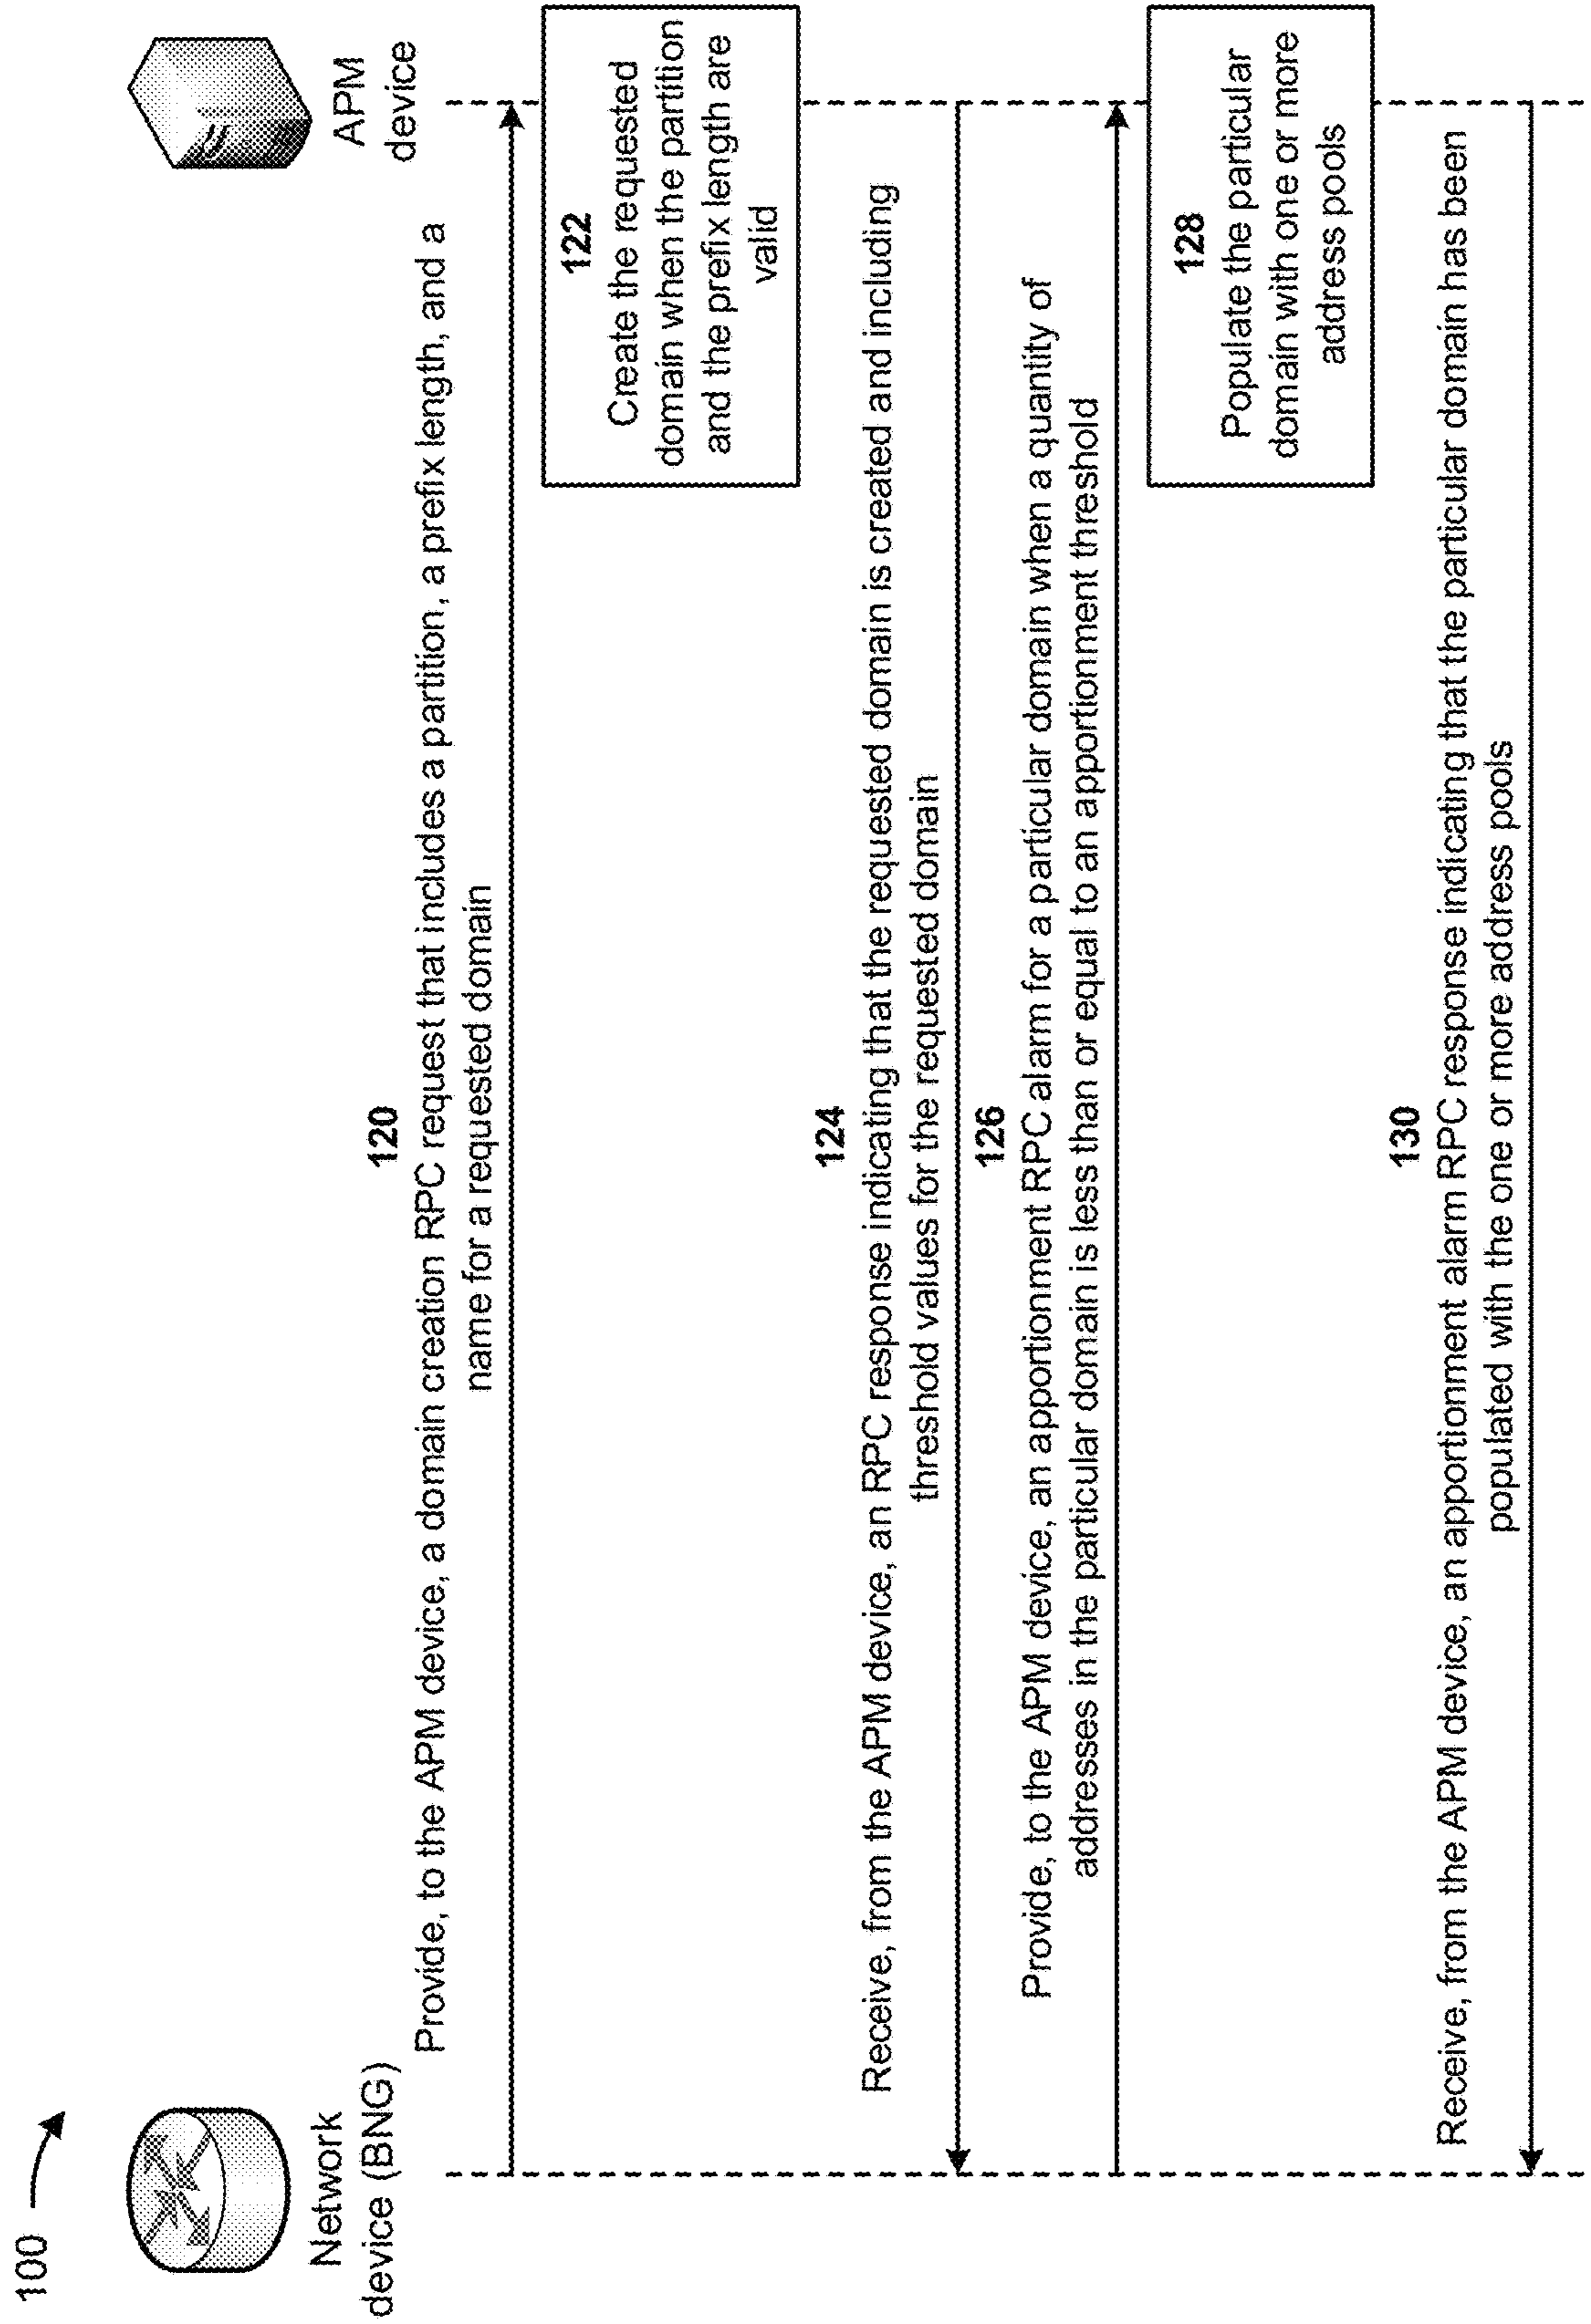 100
Network
device (BNG)
APM
device
120
Provide, to the APM device, a domain creation RPC request that includes a partition, a prefix length, and a
name for a requested domain
122
Create the requested
domain when the partition
and the prefix length are
valid
124
Receive, from the APM device, an RPC response indicating that the requested domain is created and including
threshold values for the requested domain
126
Provide, to the APM device, an apportionment RPC alarm for a particular domain when a quantity of
addresses in the particular domain is less than or equal to an apportionment threshold
128
Populate the particular
domain with one or more
address pools
130
Receive, from the APM device, an apportionment alarm RPC response indicating that the particular domain has been
populated with the one or more address pools